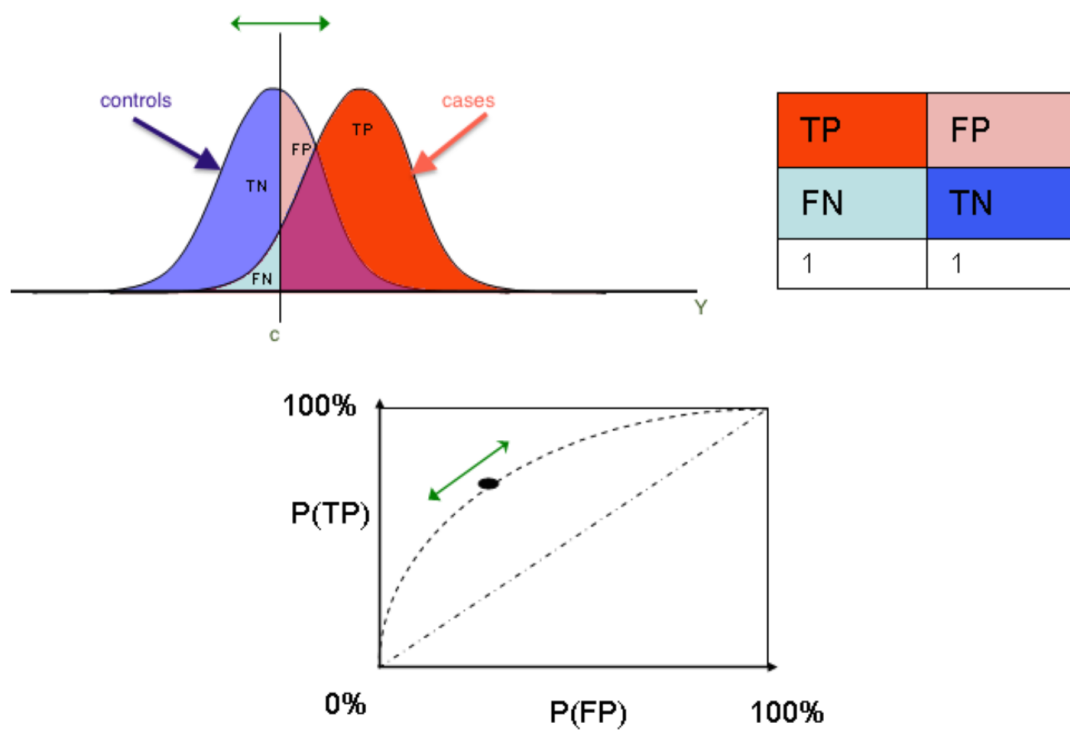 controls
cases
TP
FP
TN
FN
Y
c
TP FP
FN TN
1 1
100%
P(TP)
0%
P(FP)
100%